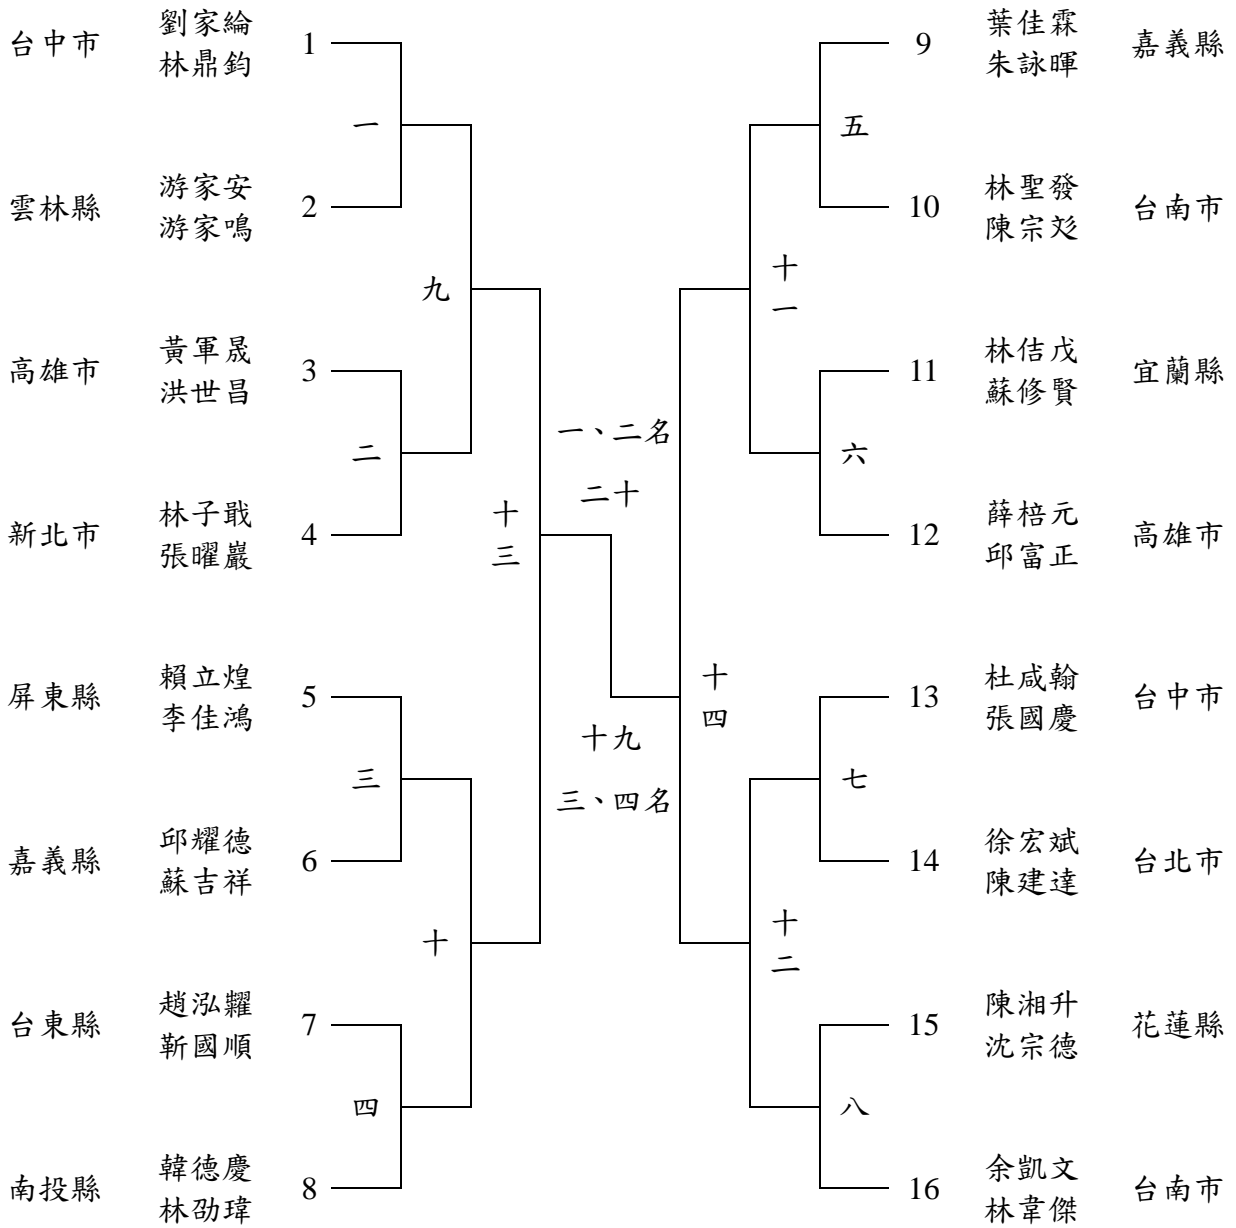 台中市 劉家綸 林鼎鈞 1
一
雲林縣 游家安 游家鳴 2
九
高雄市 黃軍晟 洪世昌 3
二
新北市 林子戢 張曜巖 4
十三
屏東縣 賴立煌 李佳鴻 5
三
嘉義縣 邱耀德 蘇吉祥 6
十
台東縣 趙泓糶 靳國順 7
四
南投縣 韓德慶 林劭瑋 8
一、二名
二十
十九
三、四名
9 葉佳霖 朱詠暉 嘉義縣
五
10 林聖發 陳宗彣 台南市
十一
11 林佶戊 蘇修賢 宜蘭縣
六
12 薛棓元 邱富正 高雄市
十四
13 杜咸翰 張國慶 台中市
七
14 徐宏斌 陳建達 台北市
十二
15 陳湘升 沈宗德 花蓮縣
八
16 余凱文 林韋傑 台南市